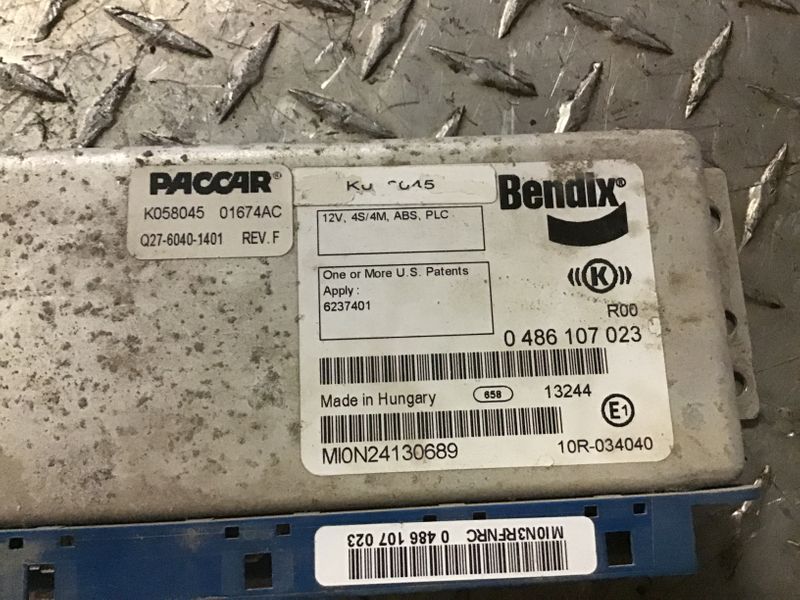 PACCAR®
K058045 01674AC
Q27-6040-1401 REV. F
Bendix®
12V, 4S/4M, ABS, PLC
One or More U.S. Patents
Apply :
6237401
K
R00
0 486 107 023
Made in Hungary 658 13244
E1
MI0N24130689 10R-034040
MI0N3RFNRC 0 486 107 023